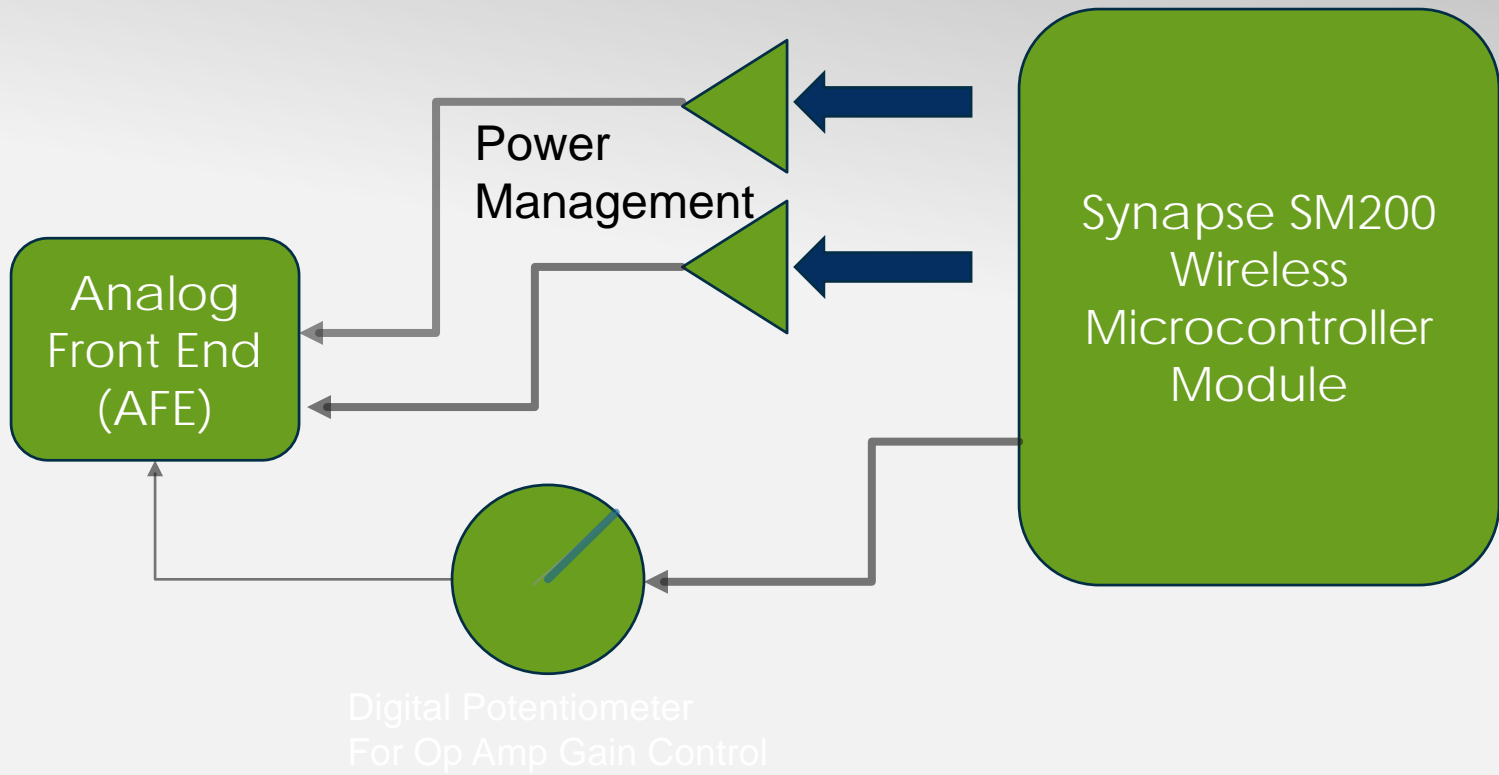 Power
Management
Synapse SM200
Wireless
Microcontroller
Module
Analog
Front End
(AFE)
Digital Potentiometer
For Op Amp Gain Control